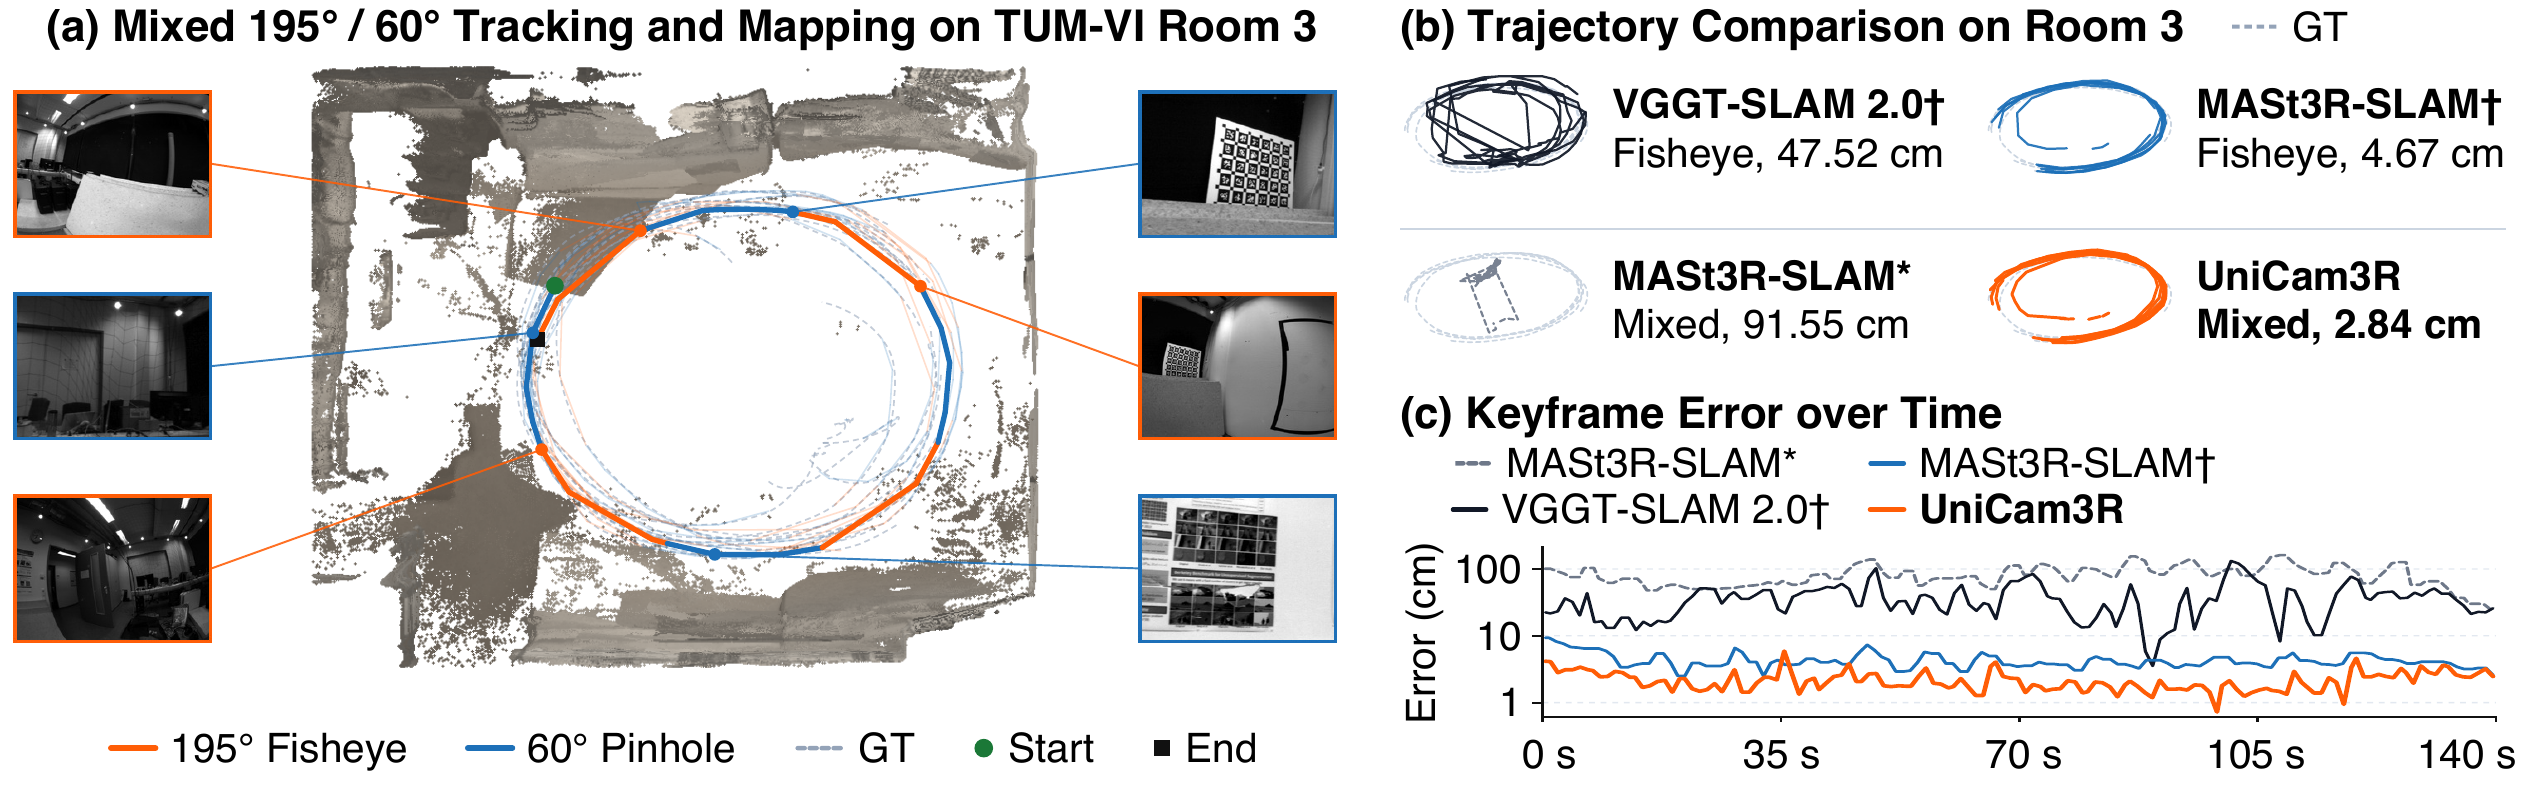 (a) Mixed 195° / 60° Tracking and Mapping on TUM-VI Room 3
195° Fisheye
60° Pinhole
GT
Start
End
(b) Trajectory Comparison on Room 3
GT
VGGT-SLAM 2.0†
Fisheye, 47.52 cm
MASt3R-SLAM†
Fisheye, 4.67 cm
MASt3R-SLAM*
Mixed, 91.55 cm
UniCam3R
Mixed, 2.84 cm
(c) Keyframe Error over Time
MASt3R-SLAM*
MASt3R-SLAM†
VGGT-SLAM 2.0†
UniCam3R
Error (cm)
100
10
1
0 s
35 s
70 s
105 s
140 s